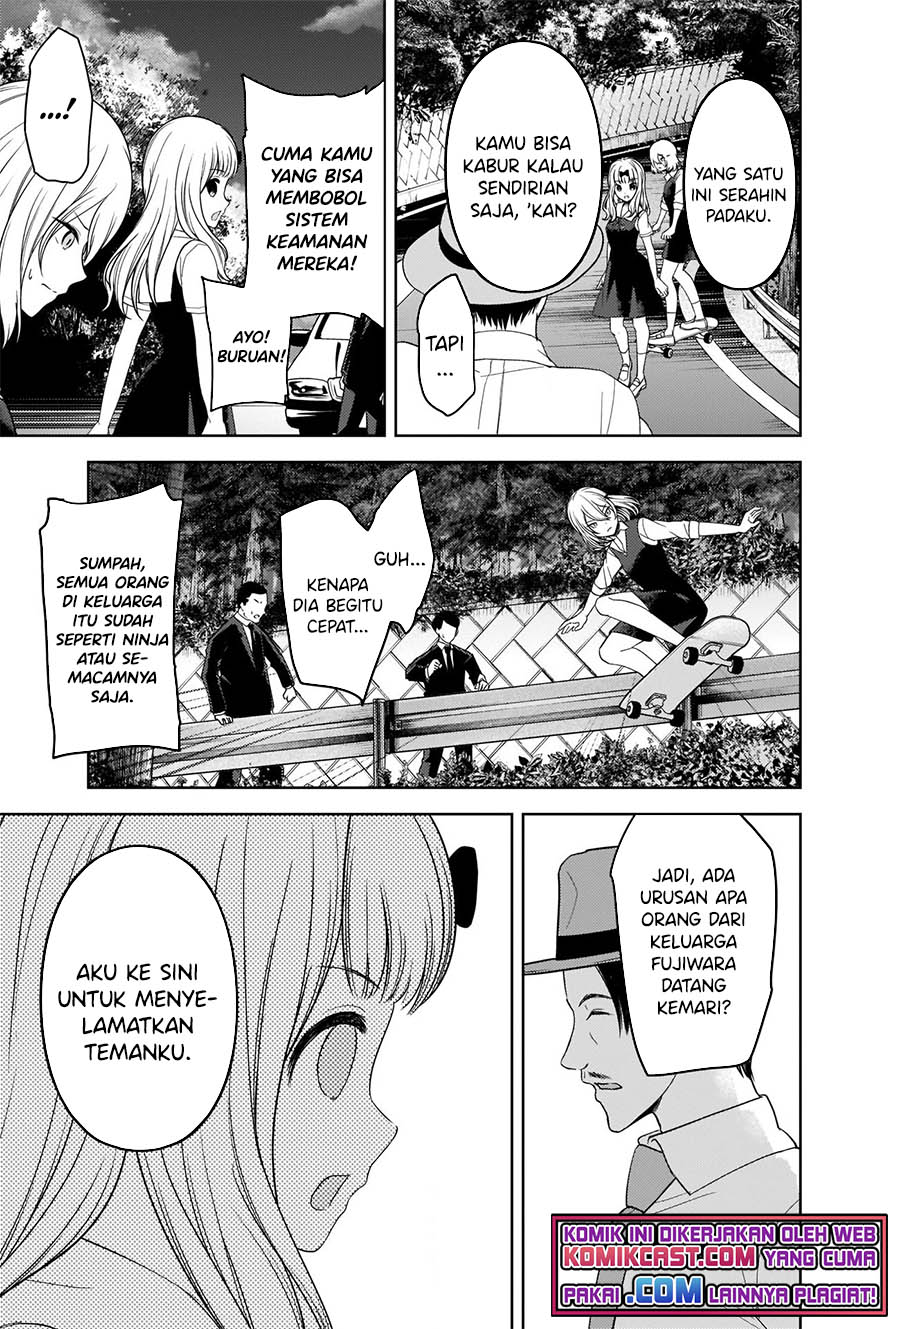 YANG SATU
INI SERAHIN
PADAKU.
KAMU BISA
KABUR KALAU
SENDIRIAN
SAJA, 'KAN?
TAPI
...
CUMA KAMU
YANG BISA
MEMBOBOL
SISTEM
KEAMANAN
MEREKA!
AYO!
BURUAN!
...!
GUH...
KENAPA
DIA BEGITU
CEPAT...
SUMPAH,
SEMUA ORANG
DI KELUARGA
ITU SUDAH
SEPERTI NINJA
ATAU SE-
MACAMNYA
SAJA.
JADI, ADA
URUSAN APA
ORANG DARI
KELUARGA
FUJIWARA
DATANG
KEMARI?
AKU KE SINI
UNTUK MENYE-
LAMATKAN
TEMANKU.
KOMIK INI DIKERJAKAN OLEH WEB
KOMIKCAST.COM YANG CUMA
PAKAI .COM LAINNYA PLAGIAT!